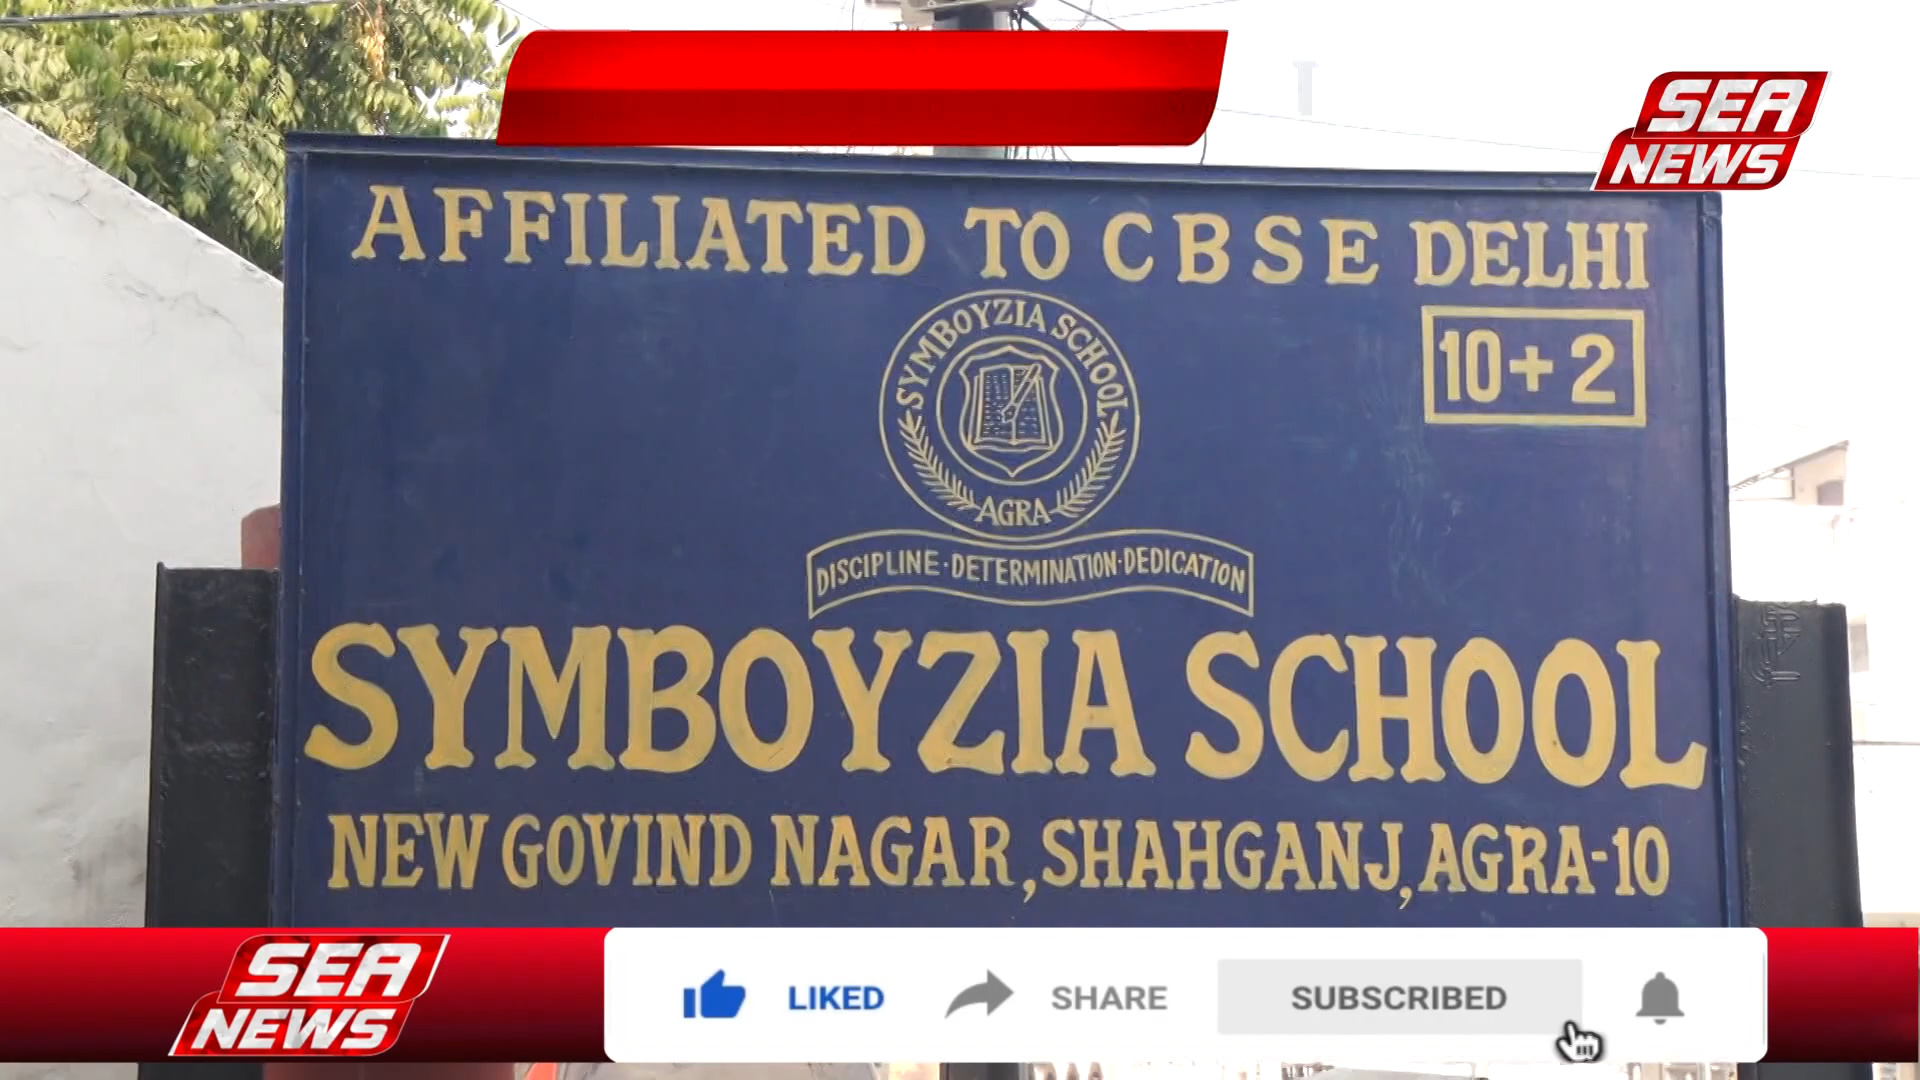 SEA
NEWS
AFFILIATED TO CBSE DELHI
10+2
SYMBOYZIA SCHOOL
AGRA
DISCIPLINE·DETERMINATION·DEDICATION
SYMBOYZIA SCHOOL
NEW GOVIND NAGAR, SHAHGANJ, AGRA-10
SEA
NEWS
LIKED
SHARE
SUBSCRIBED